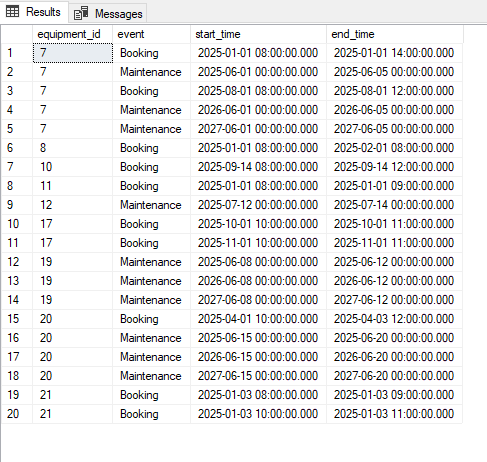 Results Messages
equipment_id event start_time end_time
1 7 Booking 2025-01-01 08:00:00.000 2025-01-01 14:00:00.000
2 7 Maintenance 2025-06-01 00:00:00.000 2025-06-05 00:00:00.000
3 7 Booking 2025-08-01 08:00:00.000 2025-08-01 12:00:00.000
4 7 Maintenance 2026-06-01 00:00:00.000 2026-06-05 00:00:00.000
5 7 Maintenance 2027-06-01 00:00:00.000 2027-06-05 00:00:00.000
6 8 Booking 2025-01-01 08:00:00.000 2025-02-01 08:00:00.000
7 10 Booking 2025-09-14 08:00:00.000 2025-09-14 12:00:00.000
8 11 Booking 2025-01-01 08:00:00.000 2025-01-01 09:00:00.000
9 12 Maintenance 2025-07-12 00:00:00.000 2025-07-14 00:00:00.000
10 17 Booking 2025-10-01 10:00:00.000 2025-10-01 11:00:00.000
11 17 Booking 2025-11-01 10:00:00.000 2025-11-01 11:00:00.000
12 19 Maintenance 2025-06-08 00:00:00.000 2025-06-12 00:00:00.000
13 19 Maintenance 2026-06-08 00:00:00.000 2026-06-12 00:00:00.000
14 19 Maintenance 2027-06-08 00:00:00.000 2027-06-12 00:00:00.000
15 20 Booking 2025-04-01 10:00:00.000 2025-04-03 12:00:00.000
16 20 Maintenance 2025-06-15 00:00:00.000 2025-06-20 00:00:00.000
17 20 Maintenance 2026-06-15 00:00:00.000 2026-06-20 00:00:00.000
18 20 Maintenance 2027-06-15 00:00:00.000 2027-06-20 00:00:00.000
19 21 Booking 2025-01-03 08:00:00.000 2025-01-03 09:00:00.000
20 21 Booking 2025-01-03 10:00:00.000 2025-01-03 11:00:00.000